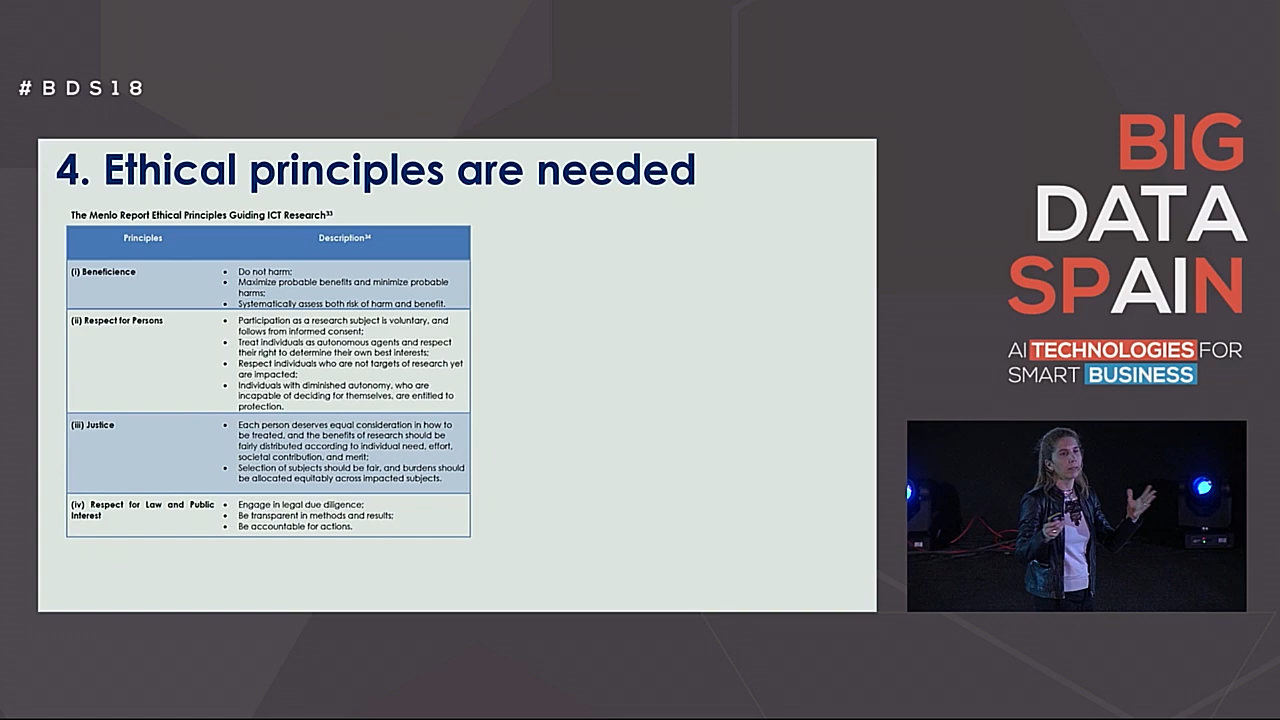 #BDS18
4. Ethical principles are needed
The Menlo Report Ethical Principles Guiding ICT Research³³
Principles
Description³⁴
(i) Beneficience
• Do not harm;
• Maximize probable benefits and minimize probable
harms;
• Systematically assess both risk of harm and benefit.
(ii) Respect for Persons
• Participation as a research subject is voluntary, and
follows from informed consent;
• Treat individuals as autonomous agents and respect
their right to determine their own best interests;
• Respect individuals who are not targets of research yet
are impacted;
• Individuals with diminished autonomy, who are
incapable of deciding for themselves, are entitled to
protection.
(iii) Justice
• Each person deserves equal consideration in how to
be treated, and the benefits of research should be
fairly distributed according to individual need, effort,
societal contribution, and merit;
• Selection of subjects should be fair, and burdens should
be allocated equitably across impacted subjects.
(iv) Respect for Law and Public
Interest
• Engage in legal due diligence;
• Be transparent in methods and results;
• Be accountable for actions.
BIG
DATA
SPAIN
AI TECHNOLOGIES FOR
SMART BUSINESS